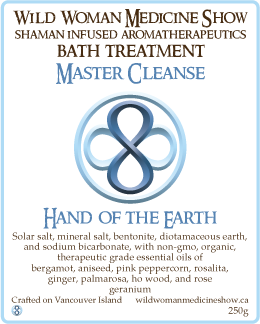 Wild Woman Medicine Show
shaman infused aromatherapeutics
bath treatment
Master Cleanse
Hand of the Earth
Solar salt, mineral salt, bentonite, diotamaceous earth,
and sodium bicarbonate, with non-gmo, organic,
therapeutic grade essential oils of
bergamot, aniseed, pink peppercorn, rosalita,
ginger, palmarosa, ho wood, and rose
geranium
Crafted on Vancouver Island wildwomanmedicineshow.ca
250g